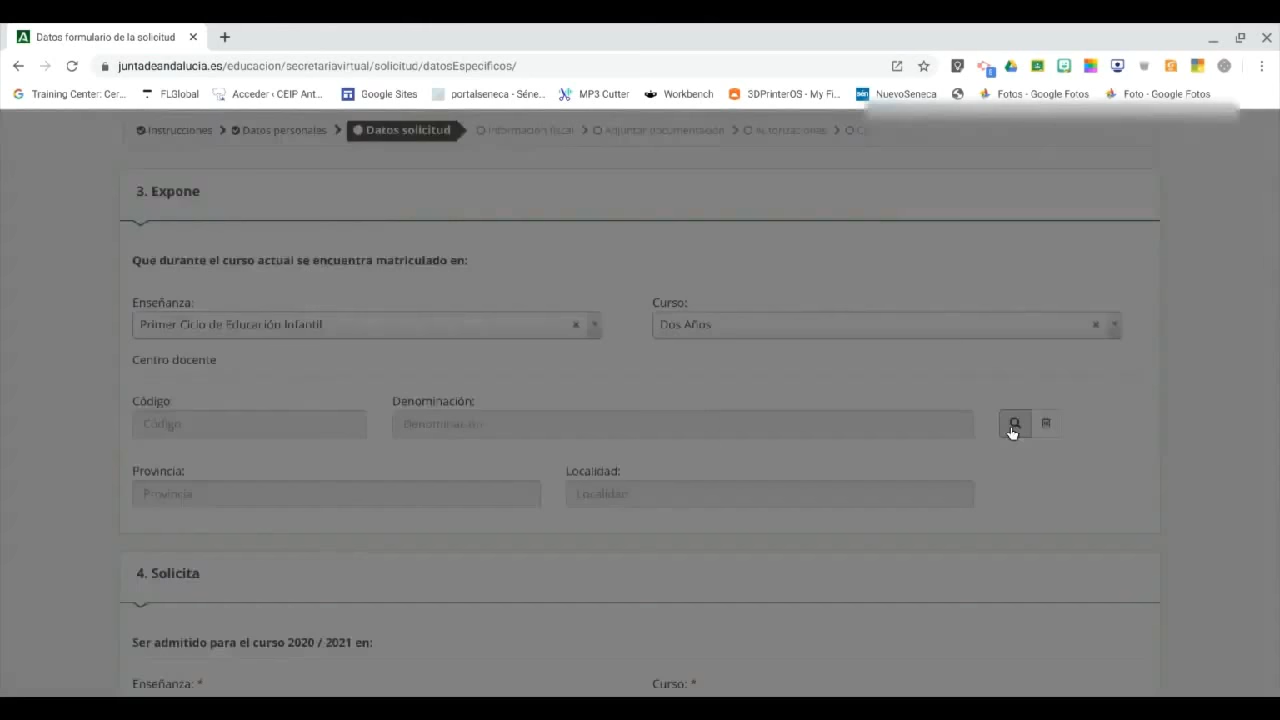 Datos formulario de la solicitud
juntadeandalucia.es/educacion/secretariavirtual/solicitud/datosEspecificos/
6
Training Center: Cer... FLGlobal Acceder ‹ CEIP Ant... Google Sites portalseneca - Séne... MP3 Cutter Workbench 3DPrinterOS - My Fi... NuevoSeneca Fotos - Google Fotos Foto - Google Fotos
Instrucciones Datos personales Datos solicitud Información fiscal Adjuntar documentación Autorizaciones
3. Expone
Que durante el curso actual se encuentra matriculado en:
Enseñanza: Curso:
Primer Ciclo de Educación Infantil Dos Años
Centro docente
Código: Denominación:
Código Denominación
Provincia: Localidad:
Provincia Localidad
4. Solicita
Ser admitido para el curso 2020 / 2021 en:
Enseñanza: * Curso: *